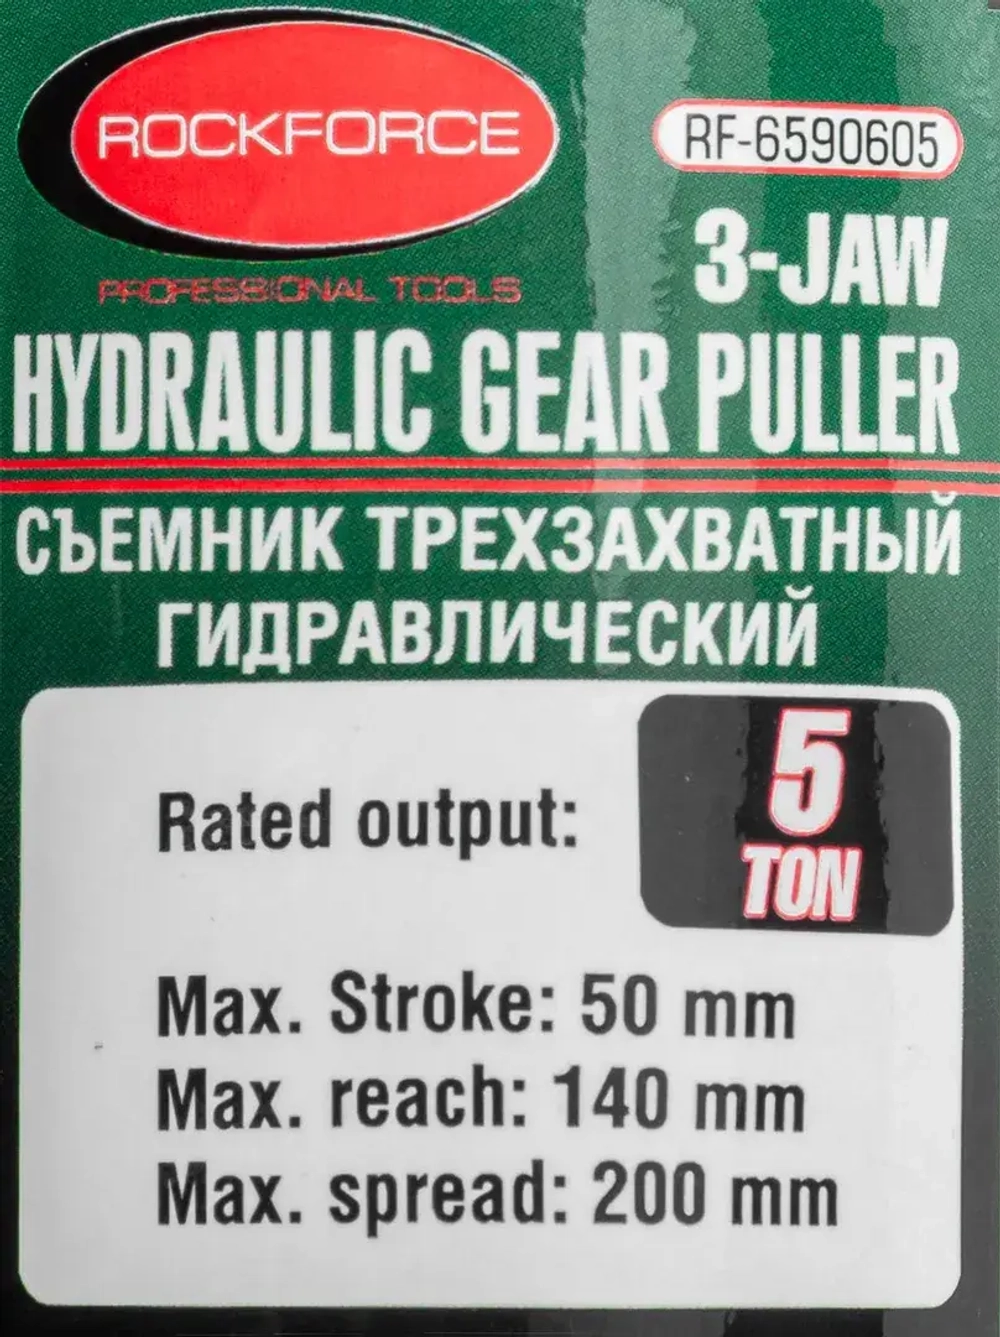 ROCKFORCE
PROFESSIONAL TOOLS
RF-6590605
3-JAW
HYDRAULIC GEAR PULLER
СЪЕМНИК ТРЕХЗАХВАТНЫЙ
ГИДРАВЛИЧЕСКИЙ
Rated output:
5
TON
Max. Stroke: 50 mm
Max. reach: 140 mm
Max. spread: 200 mm